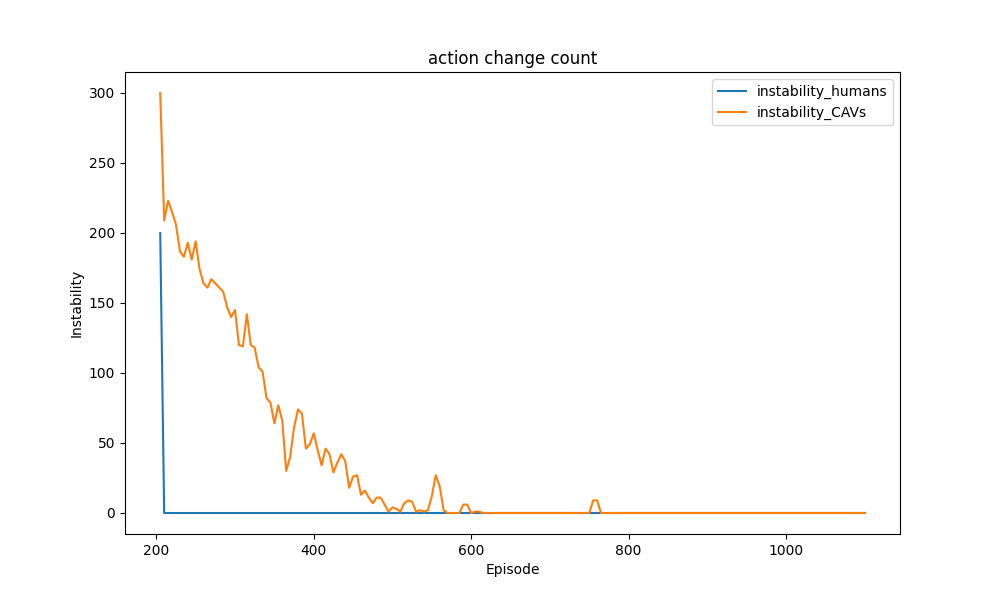 action change count
instability_humans
instability_CAVs
Instability
300
250
200
150
100
50
0
200
400
600
800
1000
Episode